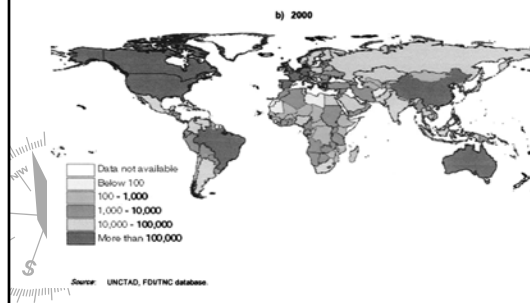 b) 2000
Data not available
Below 100
100 - 1,000
1,000 - 10,000
10,000 - 100,000
More than 100,000
NW
S
Source: UNCTAD, FDI/TNC database.